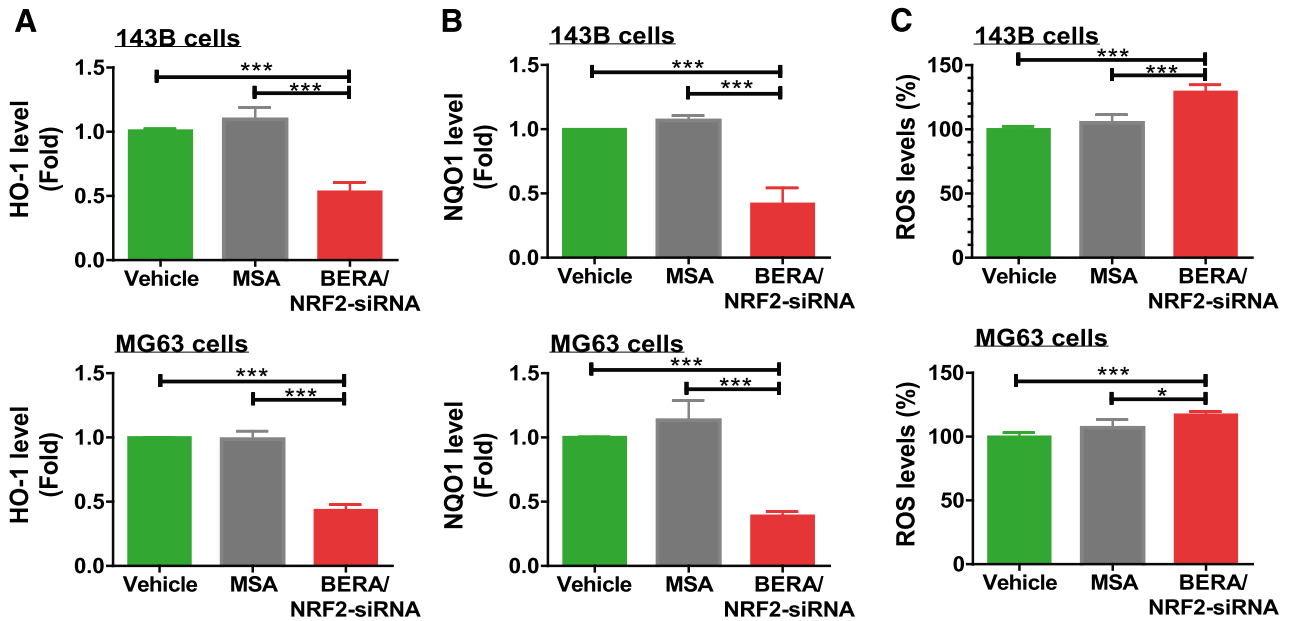 A
143B cells
HO-1 level
(Fold)
1.5
1.0
0.5
0.0
***
***
Vehicle
MSA
BERA/
NRF2-siRNA
MG63 cells
HO-1 level
(Fold)
1.5
1.0
0.5
0.0
***
***
Vehicle
MSA
BERA/
NRF2-siRNA
B
143B cells
NQO1 level
(Fold)
1.5
1.0
0.5
0.0
***
***
Vehicle
MSA
BERA/
NRF2-siRNA
MG63 cells
NQO1 level
(Fold)
1.5
1.0
0.5
0.0
***
***
Vehicle
MSA
BERA/
NRF2-siRNA
C
143B cells
ROS levels (%)
150
100
50
0
***
***
Vehicle
MSA
BERA/
NRF2-siRNA
MG63 cells
ROS levels (%)
150
100
50
0
***
*
Vehicle
MSA
BERA/
NRF2-siRNA